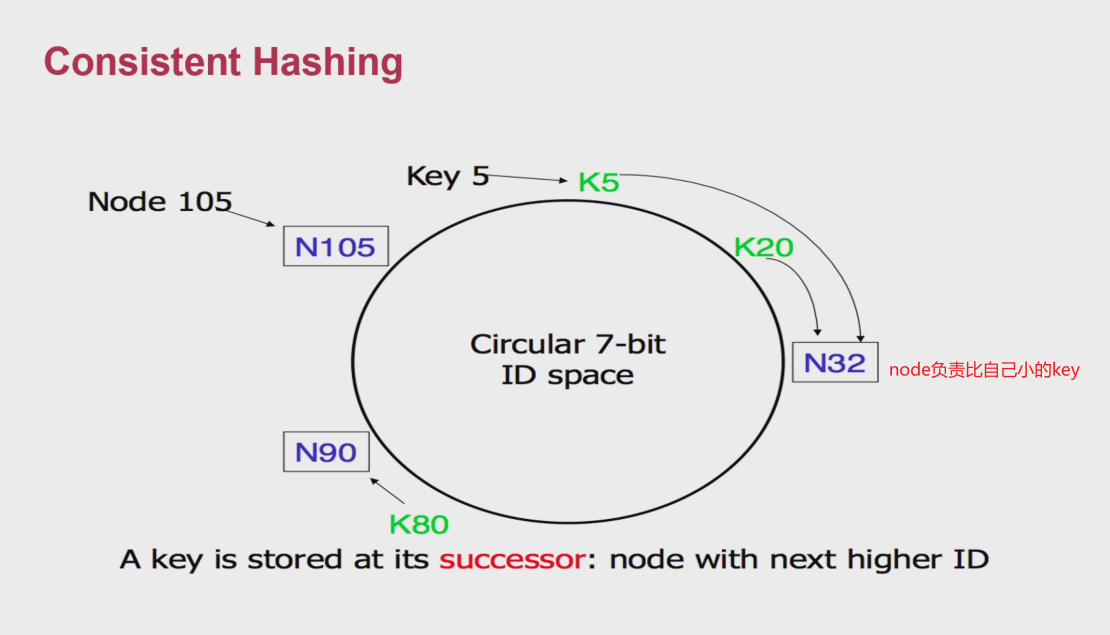 Consistent Hashing
Key 5
K5
Node 105
N105
K20
Circular 7-bit
ID space
N32
node负责比自己小的key
N90
K80
A key is stored at its successor: node with next higher ID